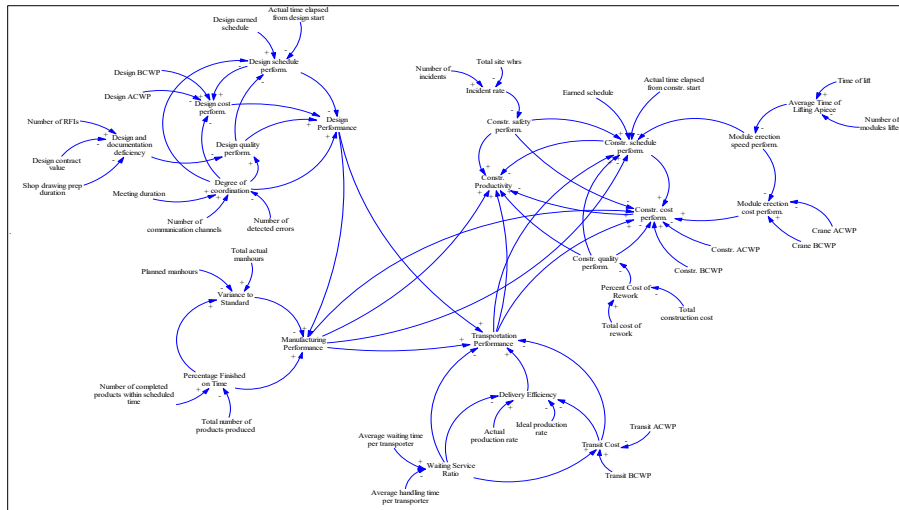 Design earned
schedule
Actual time elapsed
from design start
Design schedule
perform.
Design BCWP
Design ACWP
Design cost
perform.
Design
Performance
Number of RFIs
Design and
documentation
deficiency
Design contract
value
Shop drawing prep
duration
Design quality
perform.
Degree of
coordination
Meeting duration
Number of
communication channels
Number of
detected errors
Total actual
manhours
Planned manhours
Variance to
Standard
Manufacturing
Performance
Percentage Finished
on Time
Number of completed
products within scheduled
time
Total number of
products produced
Number of
incidents
Total site whrs
Incident rate
Constr. safety
perform.
Earned schedule
Actual time elapsed
from constr. start
Constr. schedule
perform.
Constr.
Productivity
Constr. cost
perform.
Constr. quality
perform.
Constr. ACWP
Constr. BCWP
Percent Cost of
Rework
Total cost of
rework
Total
construction cost
Time of lift
Average Time of
Lifting Apiece
Number of
Module erection
speed perform.
Module erection
cost perform.
Crane ACWP
Crane BCWP
Transportation
Performance
Delivery Efficiency
Actual
production rate
Ideal production
rate
Transit Cost
Transit ACWP
Transit BCWP
Average waiting time
per transporter
Waiting Service
Ratio
Average handling time
per transporter